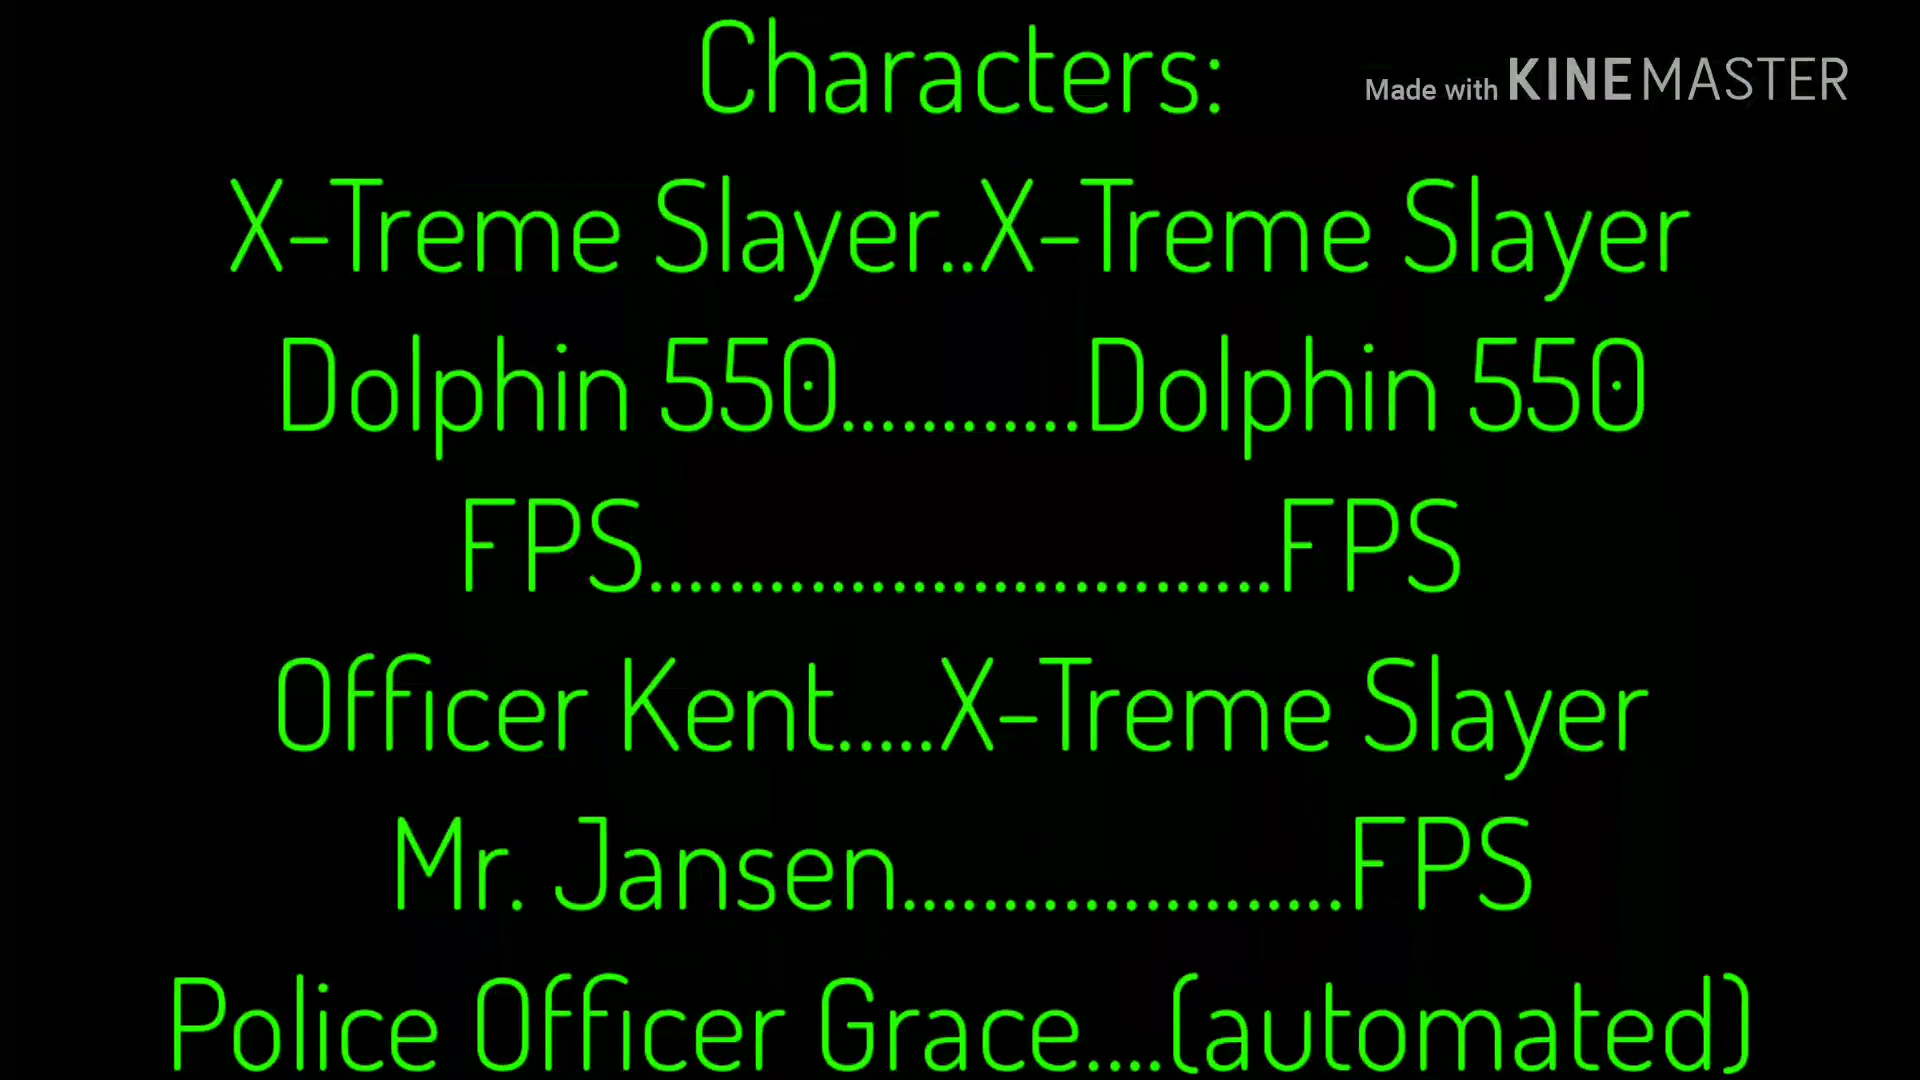 Characters:
Made with KINEMASTER
X-Treme Slayer..X-Treme Slayer
Dolphin 550............Dolphin 550
FPS...............................FPS
Officer Kent.....X-Treme Slayer
Mr. Jansen......................FPS
Police Officer Grace....(automated)